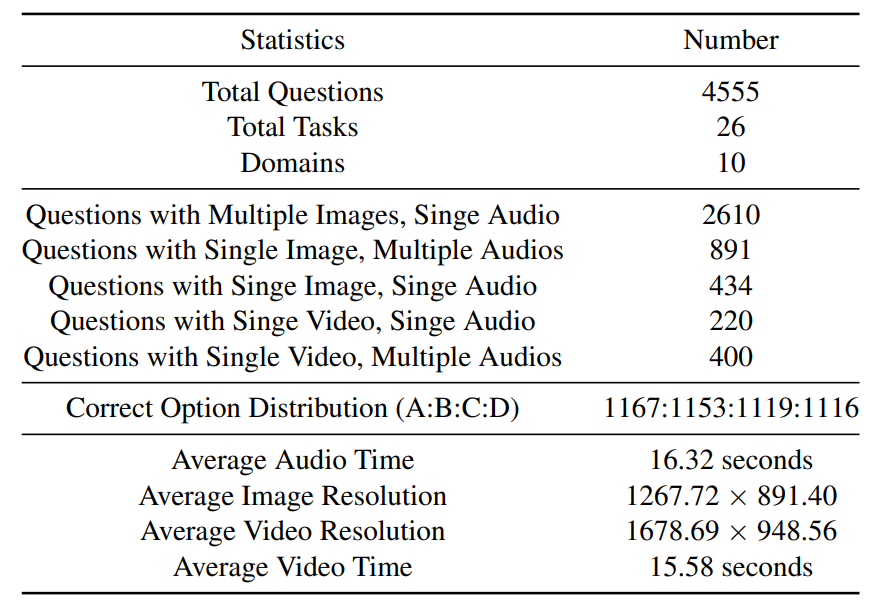 Statistics Number
Total Questions 4555
Total Tasks 26
Domains 10
Questions with Multiple Images, Singe Audio 2610
Questions with Single Image, Multiple Audios 891
Questions with Singe Image, Singe Audio 434
Questions with Singe Video, Singe Audio 220
Questions with Single Video, Multiple Audios 400
Correct Option Distribution (A:B:C:D) 1167:1153:1119:1116
Average Audio Time 16.32 seconds
Average Image Resolution 1267.72 × 891.40
Average Video Resolution 1678.69 × 948.56
Average Video Time 15.58 seconds